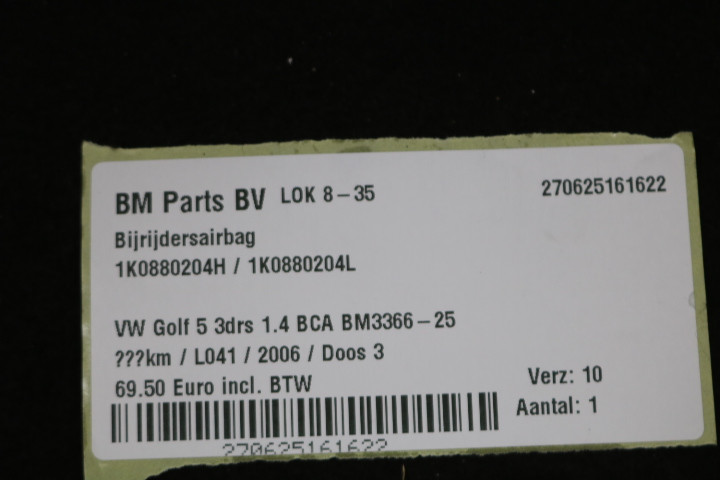 BM Parts BV LOK 8-35 270625161622
Bijrijdersairbag
1K0880204H / 1K0880204L
VW Golf 5 3drs 1.4 BCA BM3366-25
???km / L041 / 2006 / Doos 3
69.50 Euro incl. BTW
Verz: 10
Aantal: 1
270625161622